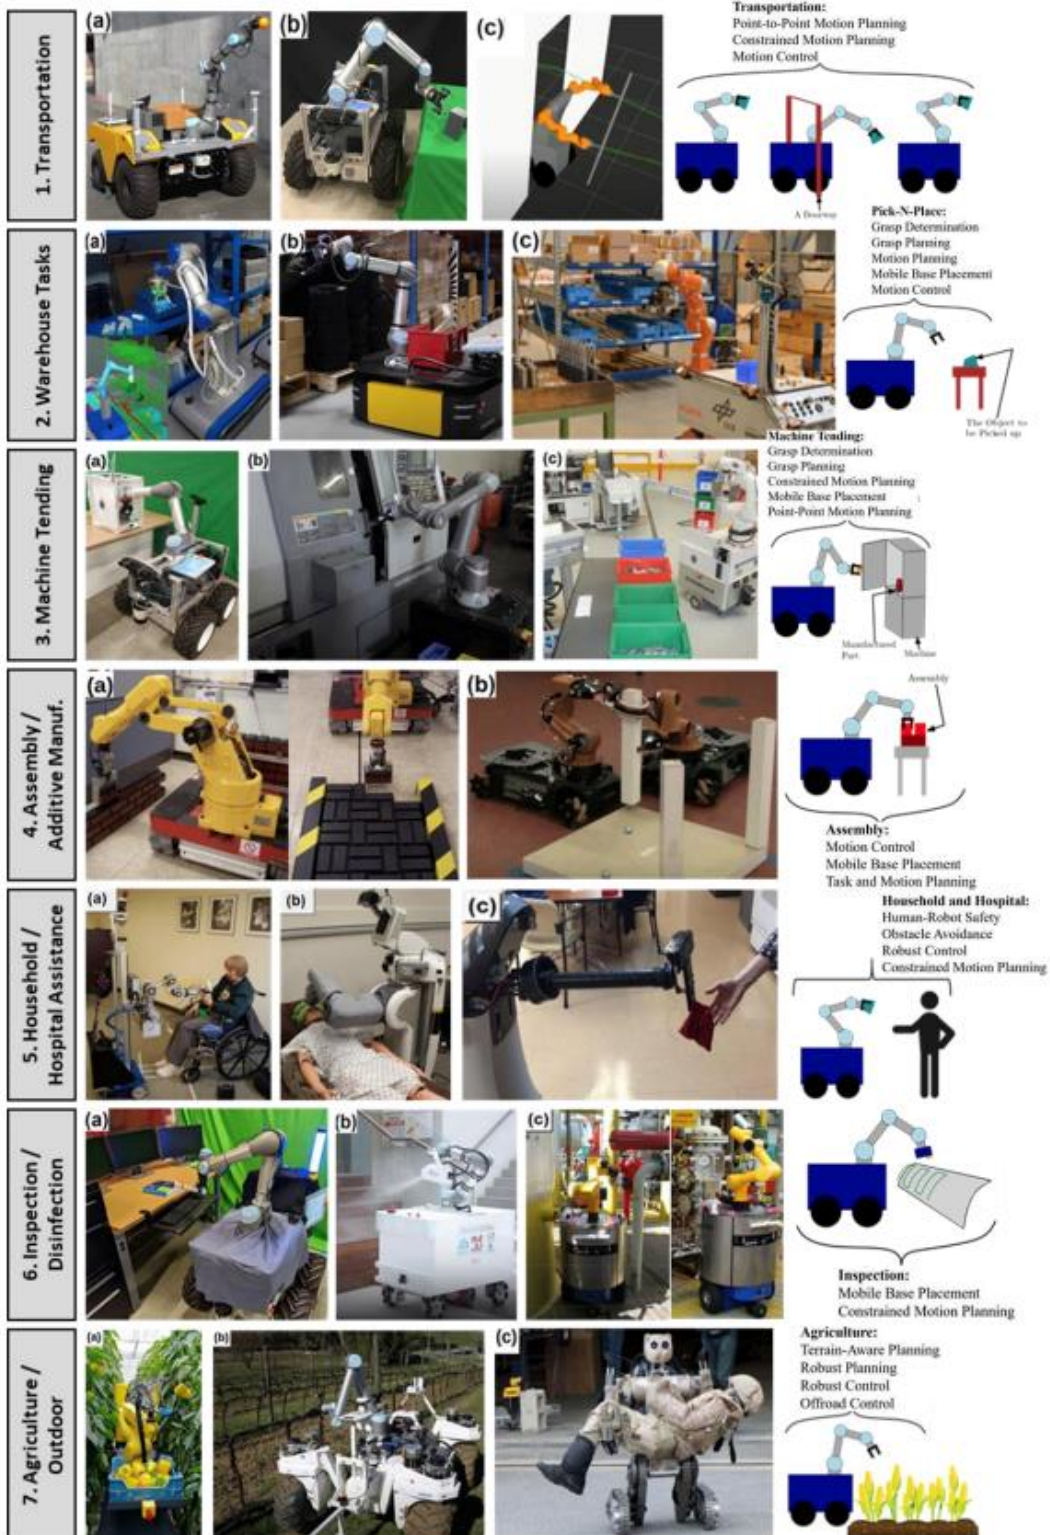 1. Transportation
(a)
(b)
(c)
Transportation:
Point-to-Point Motion Planning
Constrained Motion Planning
Motion Control
A Doorway
2. Warehouse Tasks
(a)
(b)
(c)
Pick-N-Place:
Grasp Determination
Grasp Planning
Motion Planning
Mobile Base Placement
Motion Control
The Object to
be Picked up
3. Machine Tending
(a)
(b)
(c)
Machine Tending:
Grasp Determination
Grasp Planning
Constrained Motion Planning
Mobile Base Placement
Point-Point Motion Planning
Manufactured
Part
Machine
4. Assembly /
Additive Manuf.
(a)
(b)
Assembly
Assembly:
Motion Control
Mobile Base Placement
Task and Motion Planning
5. Household /
Hospital Assistance
(a)
(b)
(c)
Household and Hospital:
Human-Robot Safety
Obstacle Avoidance
Robust Control
Constrained Motion Planning
6. Inspection /
Disinfection
(a)
(b)
(c)
Inspection:
Mobile Base Placement
Constrained Motion Planning
7. Agriculture /
Outdoor
(a)
(b)
(c)
Agriculture:
Terrain-Aware Planning
Robust Planning
Robust Control
Offroad Control